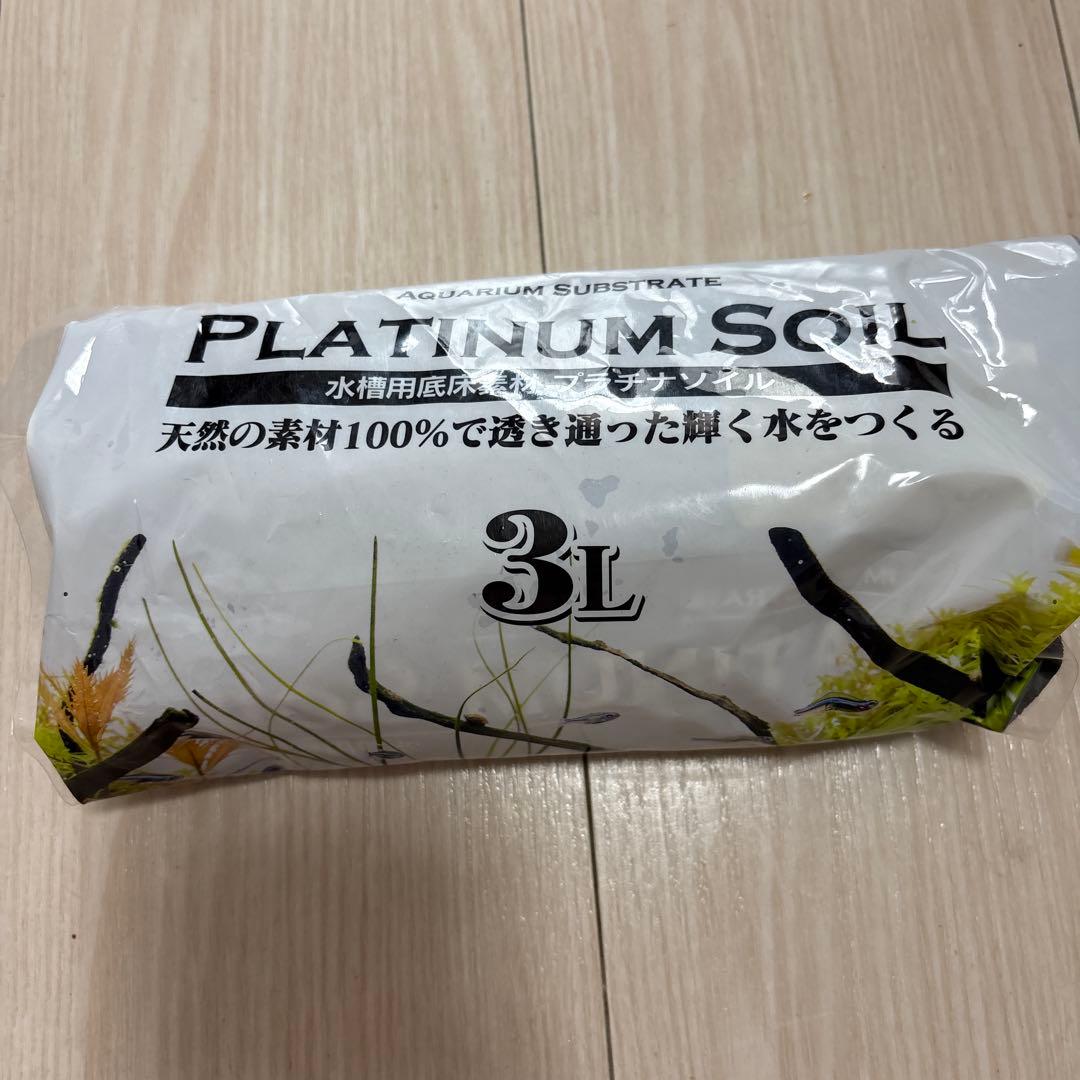 AQUARIUM SUBSTRATE
PLATINUM SOIL
水槽用底床素材 プラチナソイル
天然の素材100%で透き通った輝く水をつくる
3L